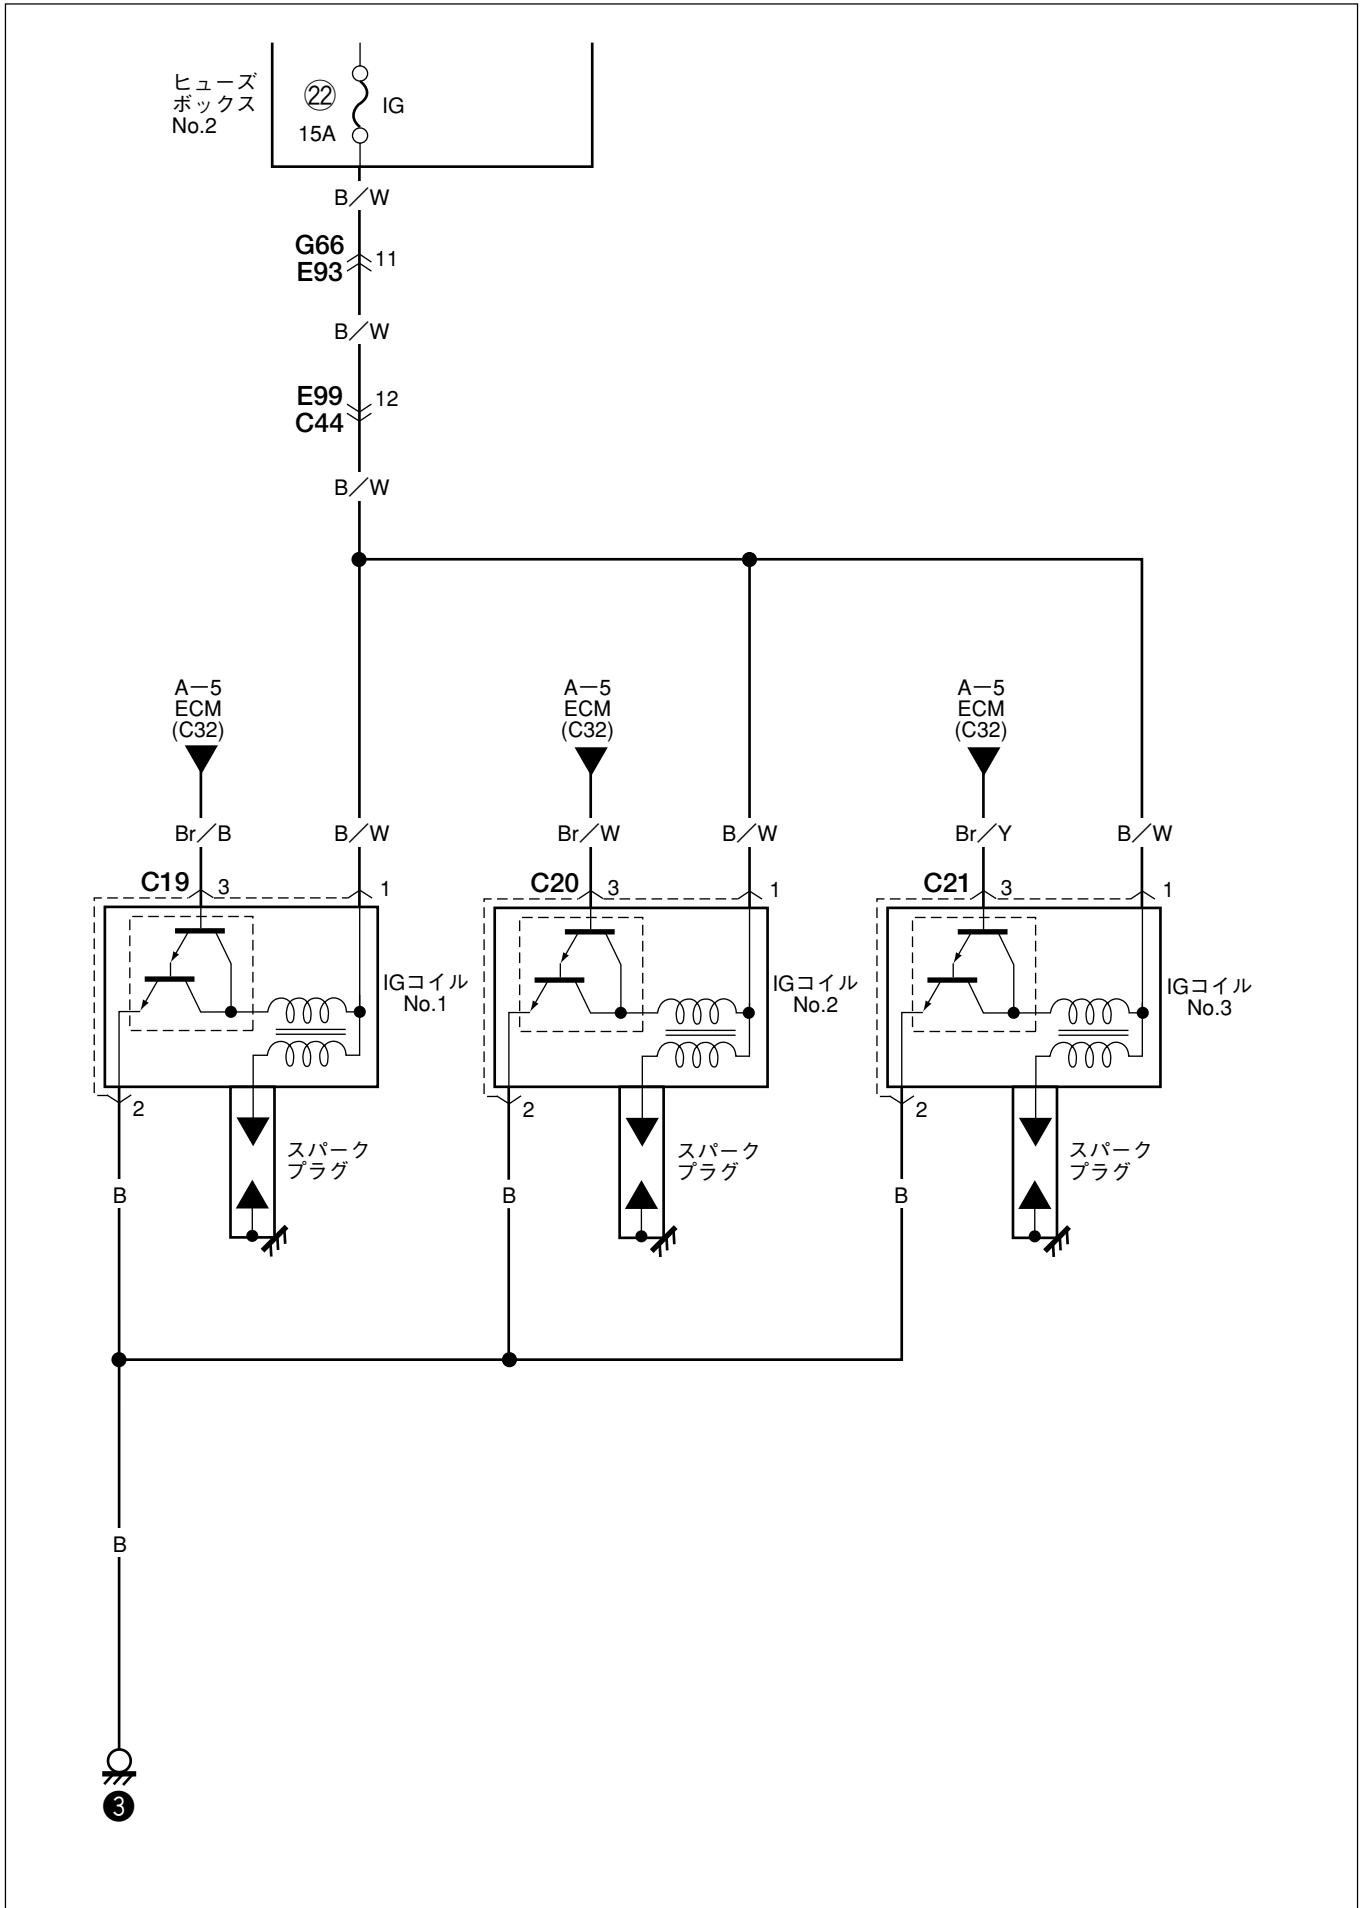 ヒューズ
ボックス
No.2
22
15A
IG
B/W
G66
E93
11
B/W
E99
C44
12
B/W
A－5
ECM
(C32)
A－5
ECM
(C32)
A－5
ECM
(C32)
Br/B
B/W
Br/W
B/W
Br/Y
B/W
C19
3
1
C20
3
1
C21
3
1
IGコイル
No.1
IGコイル
No.2
IGコイル
No.3
2
2
2
スパーク
プラグ
スパーク
プラグ
スパーク
プラグ
B
B
B
B
3